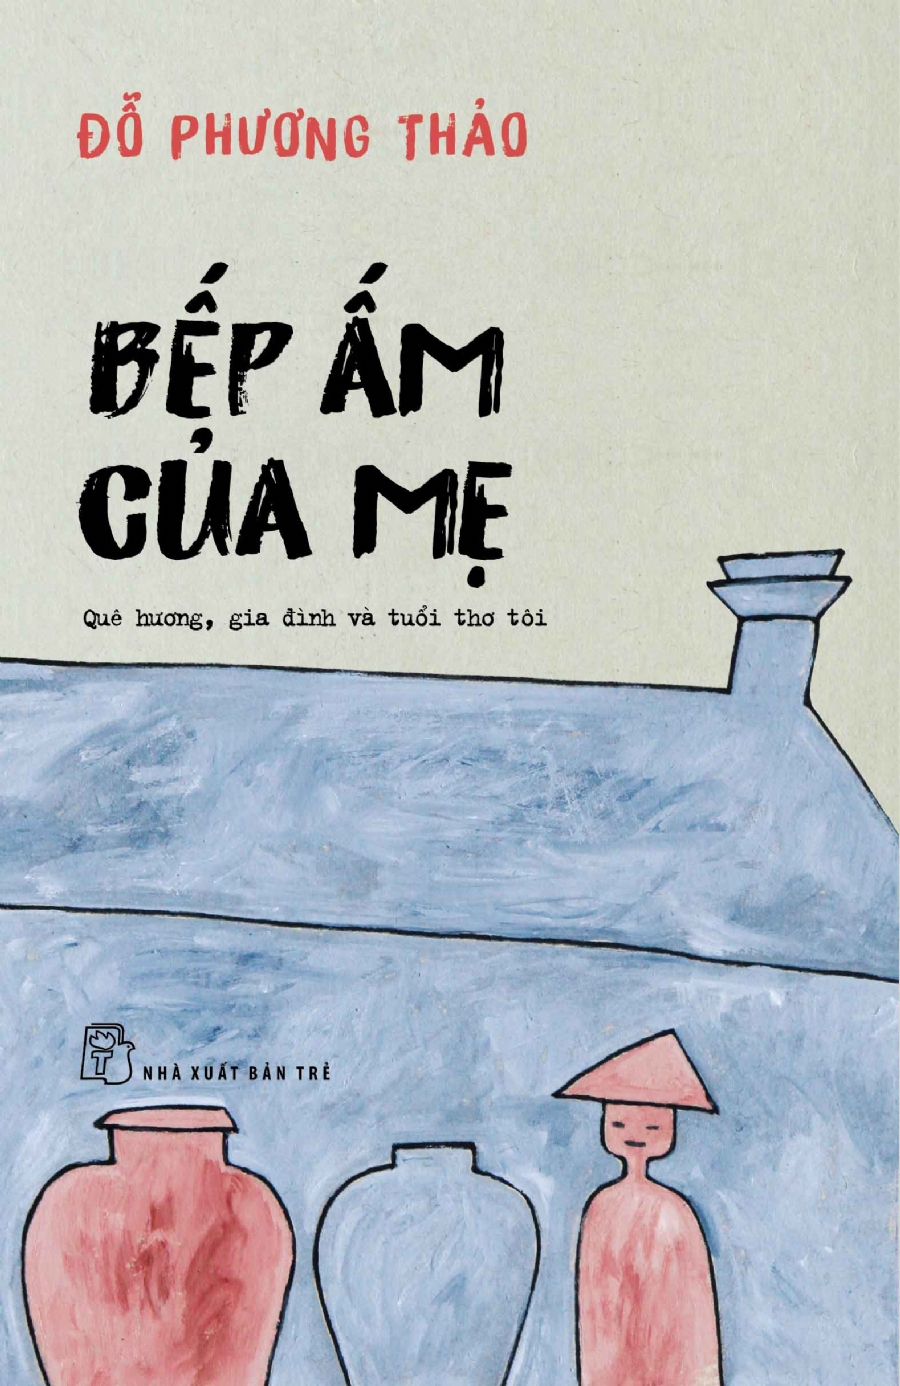 ĐỖ PHƯƠNG THẢO
BẾP ẤM
CỦA MẸ
Quê hương, gia đình và tuổi thơ tôi
T
NHÀ XUẤT BẢN TRẺ